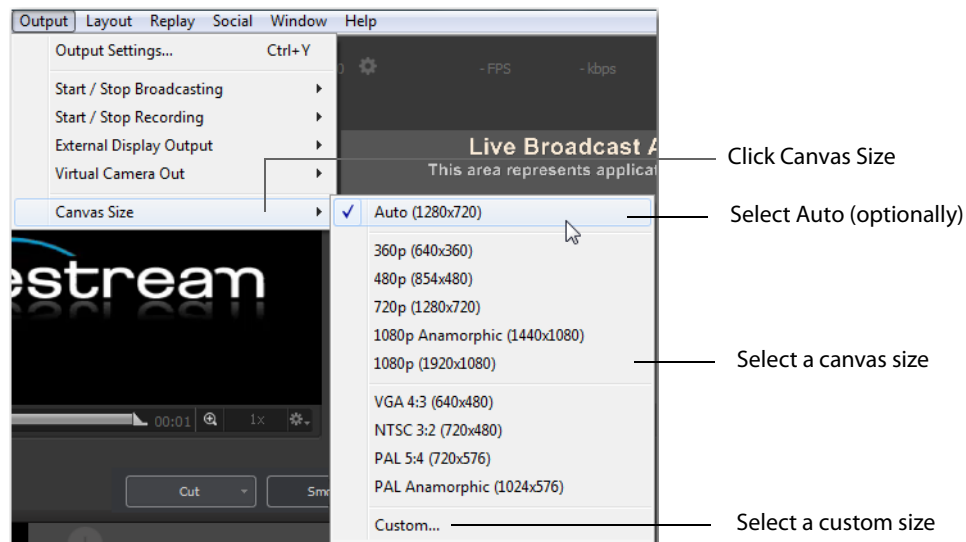 Output Layout Replay Social Window Help
Output Settings... Ctrl+Y
- FPS - kbps
Start / Stop Broadcasting
Start / Stop Recording
External Display Output
Live Broadcast
This area represents
Virtual Camera Out
Click Canvas Size
Canvas Size
Auto (1280x720)
Select Auto (optionally)
360p (640x360)
480p (854x480)
720p (1280x720)
1080p Anamorphic (1440x1080)
1080p (1920x1080)
Select a canvas size
estream
VGA 4:3 (640x480)
00:01 1x
NTSC 3:2 (720x480)
PAL 5:4 (720x576)
PAL Anamorphic (1024x576)
Cut
Custom...
Select a custom size